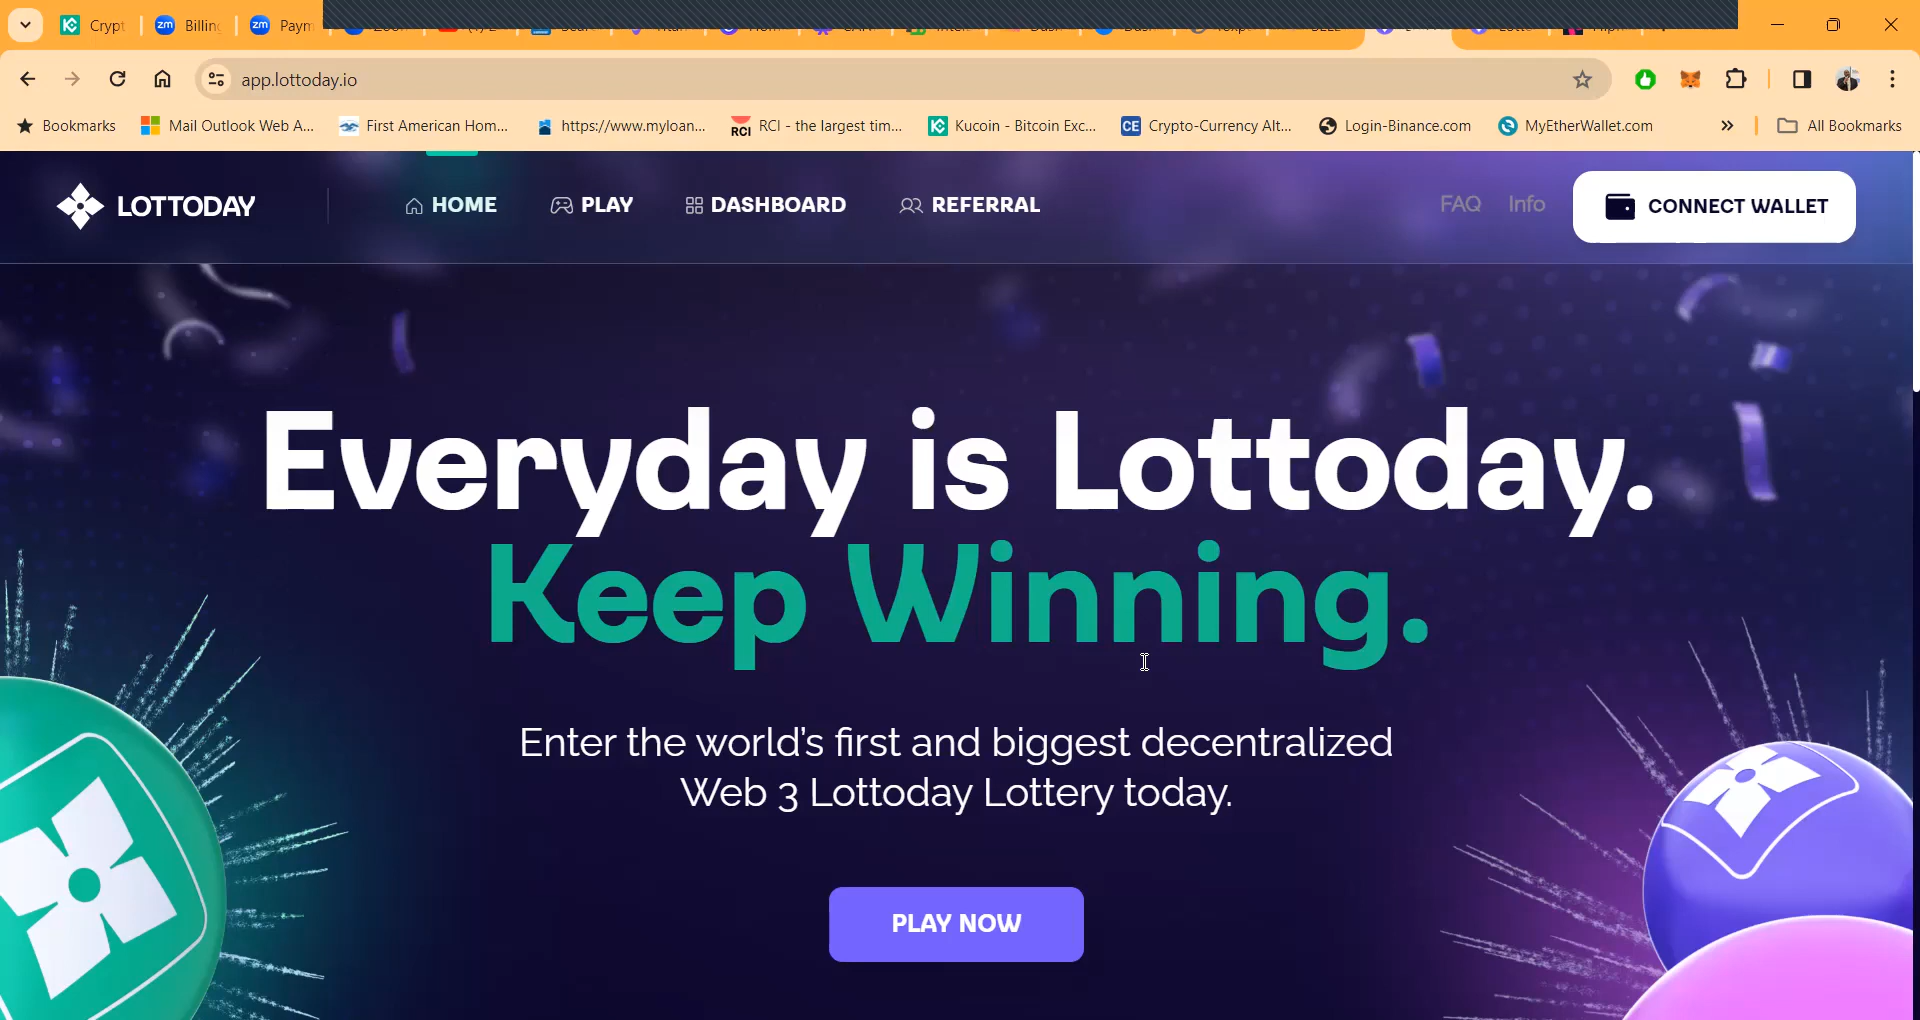 Crypt
Billing
Paym
app.lottoday.io
Bookmarks
Mail Outlook Web A...
First American Hom...
https://www.myloan...
RCI
RCI - the largest tim...
Kucoin - Bitcoin Exc...
CE
Crypto-Currency Alt...
Login-Binance.com
MyEtherWallet.com
All Bookmarks
LOTTODAY
HOME
PLAY
DASHBOARD
REFERRAL
FAQ
Info
CONNECT WALLET
Everyday is Lottoday.
Keep Winning.
Enter the world's first and biggest decentralized
Web 3 Lottoday Lottery today.
PLAY NOW